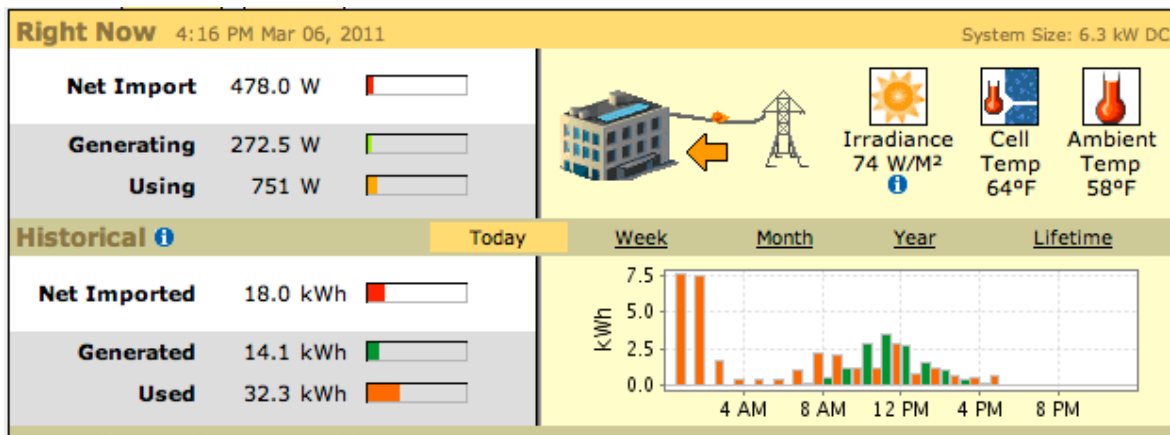 Right Now 4:16 PM Mar 06, 2011 System Size: 6.3 kW DC
Net Import 478.0 W
Generating 272.5 W
Using 751 W
Irradiance
74 W/M²
i
Cell
Temp
64ºF
Ambient
Temp
58ºF
Historical i Today Week Month Year Lifetime
Net Imported 18.0 kWh
Generated 14.1 kWh
Used 32.3 kWh
kWh
7.5
5.0
2.5
0.0
4 AM 8 AM 12 PM 4 PM 8 PM